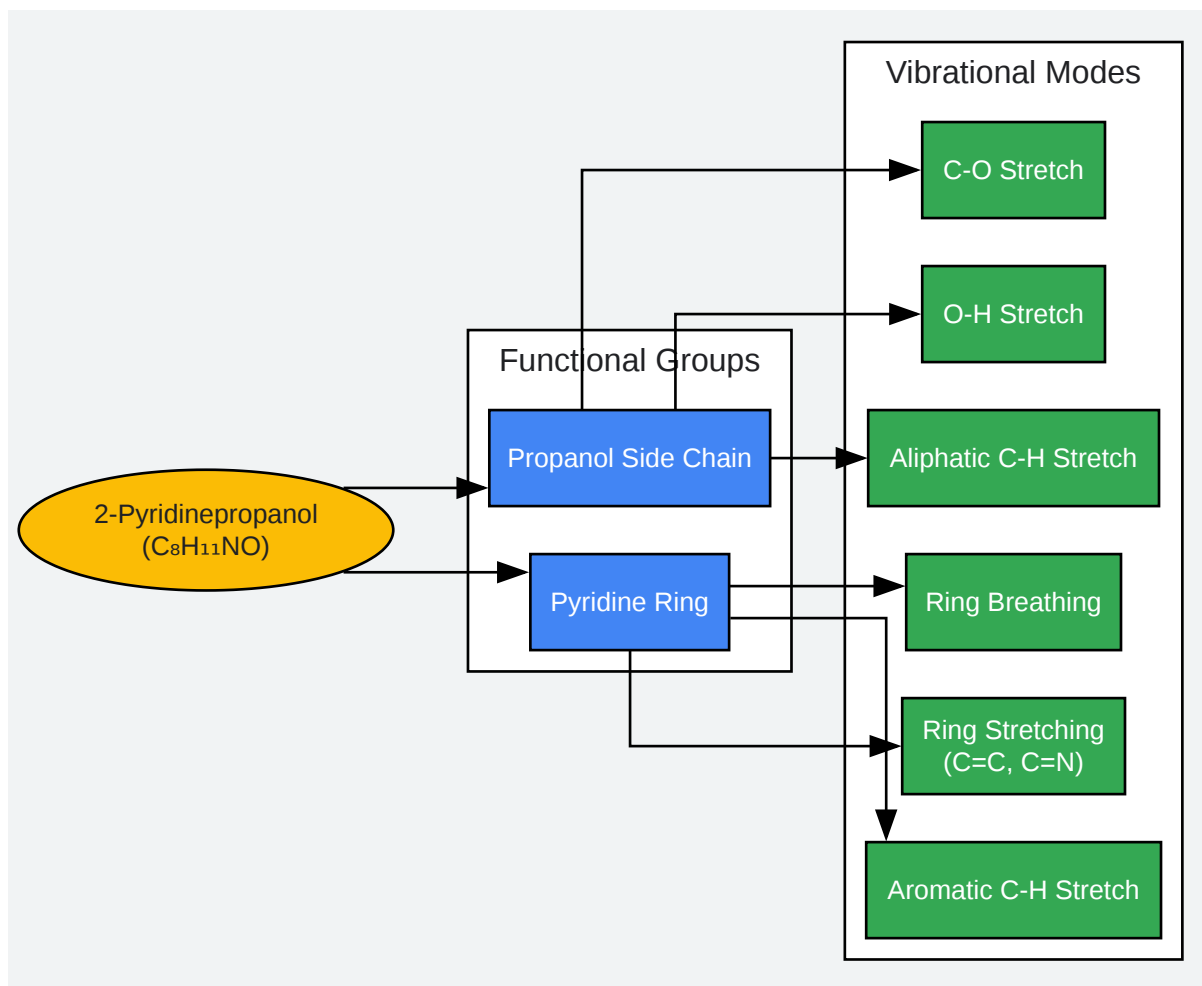 Vibrational Modes
C-O Stretch
O-H Stretch
Functional Groups
Propanol Side Chain
Aliphatic C-H Stretch
2-Pyridinepropanol
(C₈H₁₁NO)
Pyridine Ring
Ring Breathing
Ring Stretching
(C=C, C=N)
Aromatic C-H Stretch